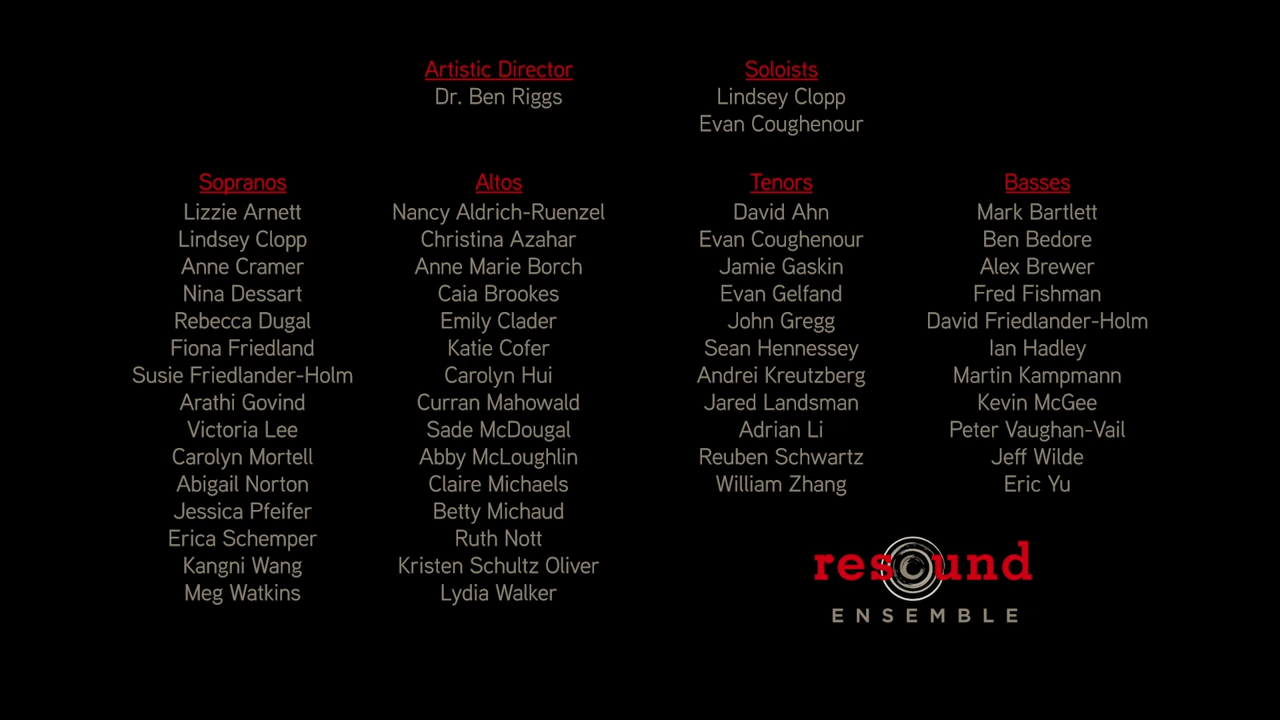 Artistic Director
Dr. Ben Riggs
Soloists
Lindsey Clopp
Evan Coughenour
Sopranos
Lizzie Arnett
Lindsey Clopp
Anne Cramer
Nina Dessart
Rebecca Dugal
Fiona Friedland
Susie Friedlander-Holm
Arathi Govind
Victoria Lee
Carolyn Mortell
Abigail Norton
Jessica Pfeifer
Erica Schemper
Kangni Wang
Meg Watkins
Altos
Nancy Aldrich-Ruenzel
Christina Azahar
Anne Marie Borch
Caia Brookes
Emily Clader
Katie Cofer
Carolyn Hui
Curran Mahowald
Sade McDougal
Abby McLoughlin
Claire Michaels
Betty Michaud
Ruth Nott
Kristen Schultz Oliver
Lydia Walker
Tenors
David Ahn
Evan Coughenour
Jamie Gaskin
Evan Gelfand
John Gregg
Sean Hennessey
Andrei Kreutzberg
Jared Landsman
Adrian Li
Reuben Schwartz
William Zhang
Basses
Mark Bartlett
Ben Bedore
Alex Brewer
Fred Fishman
David Friedlander-Holm
Ian Hadley
Martin Kampmann
Kevin McGee
Peter Vaughan-Vail
Jeff Wilde
Eric Yu
resound
ENSEMBLE